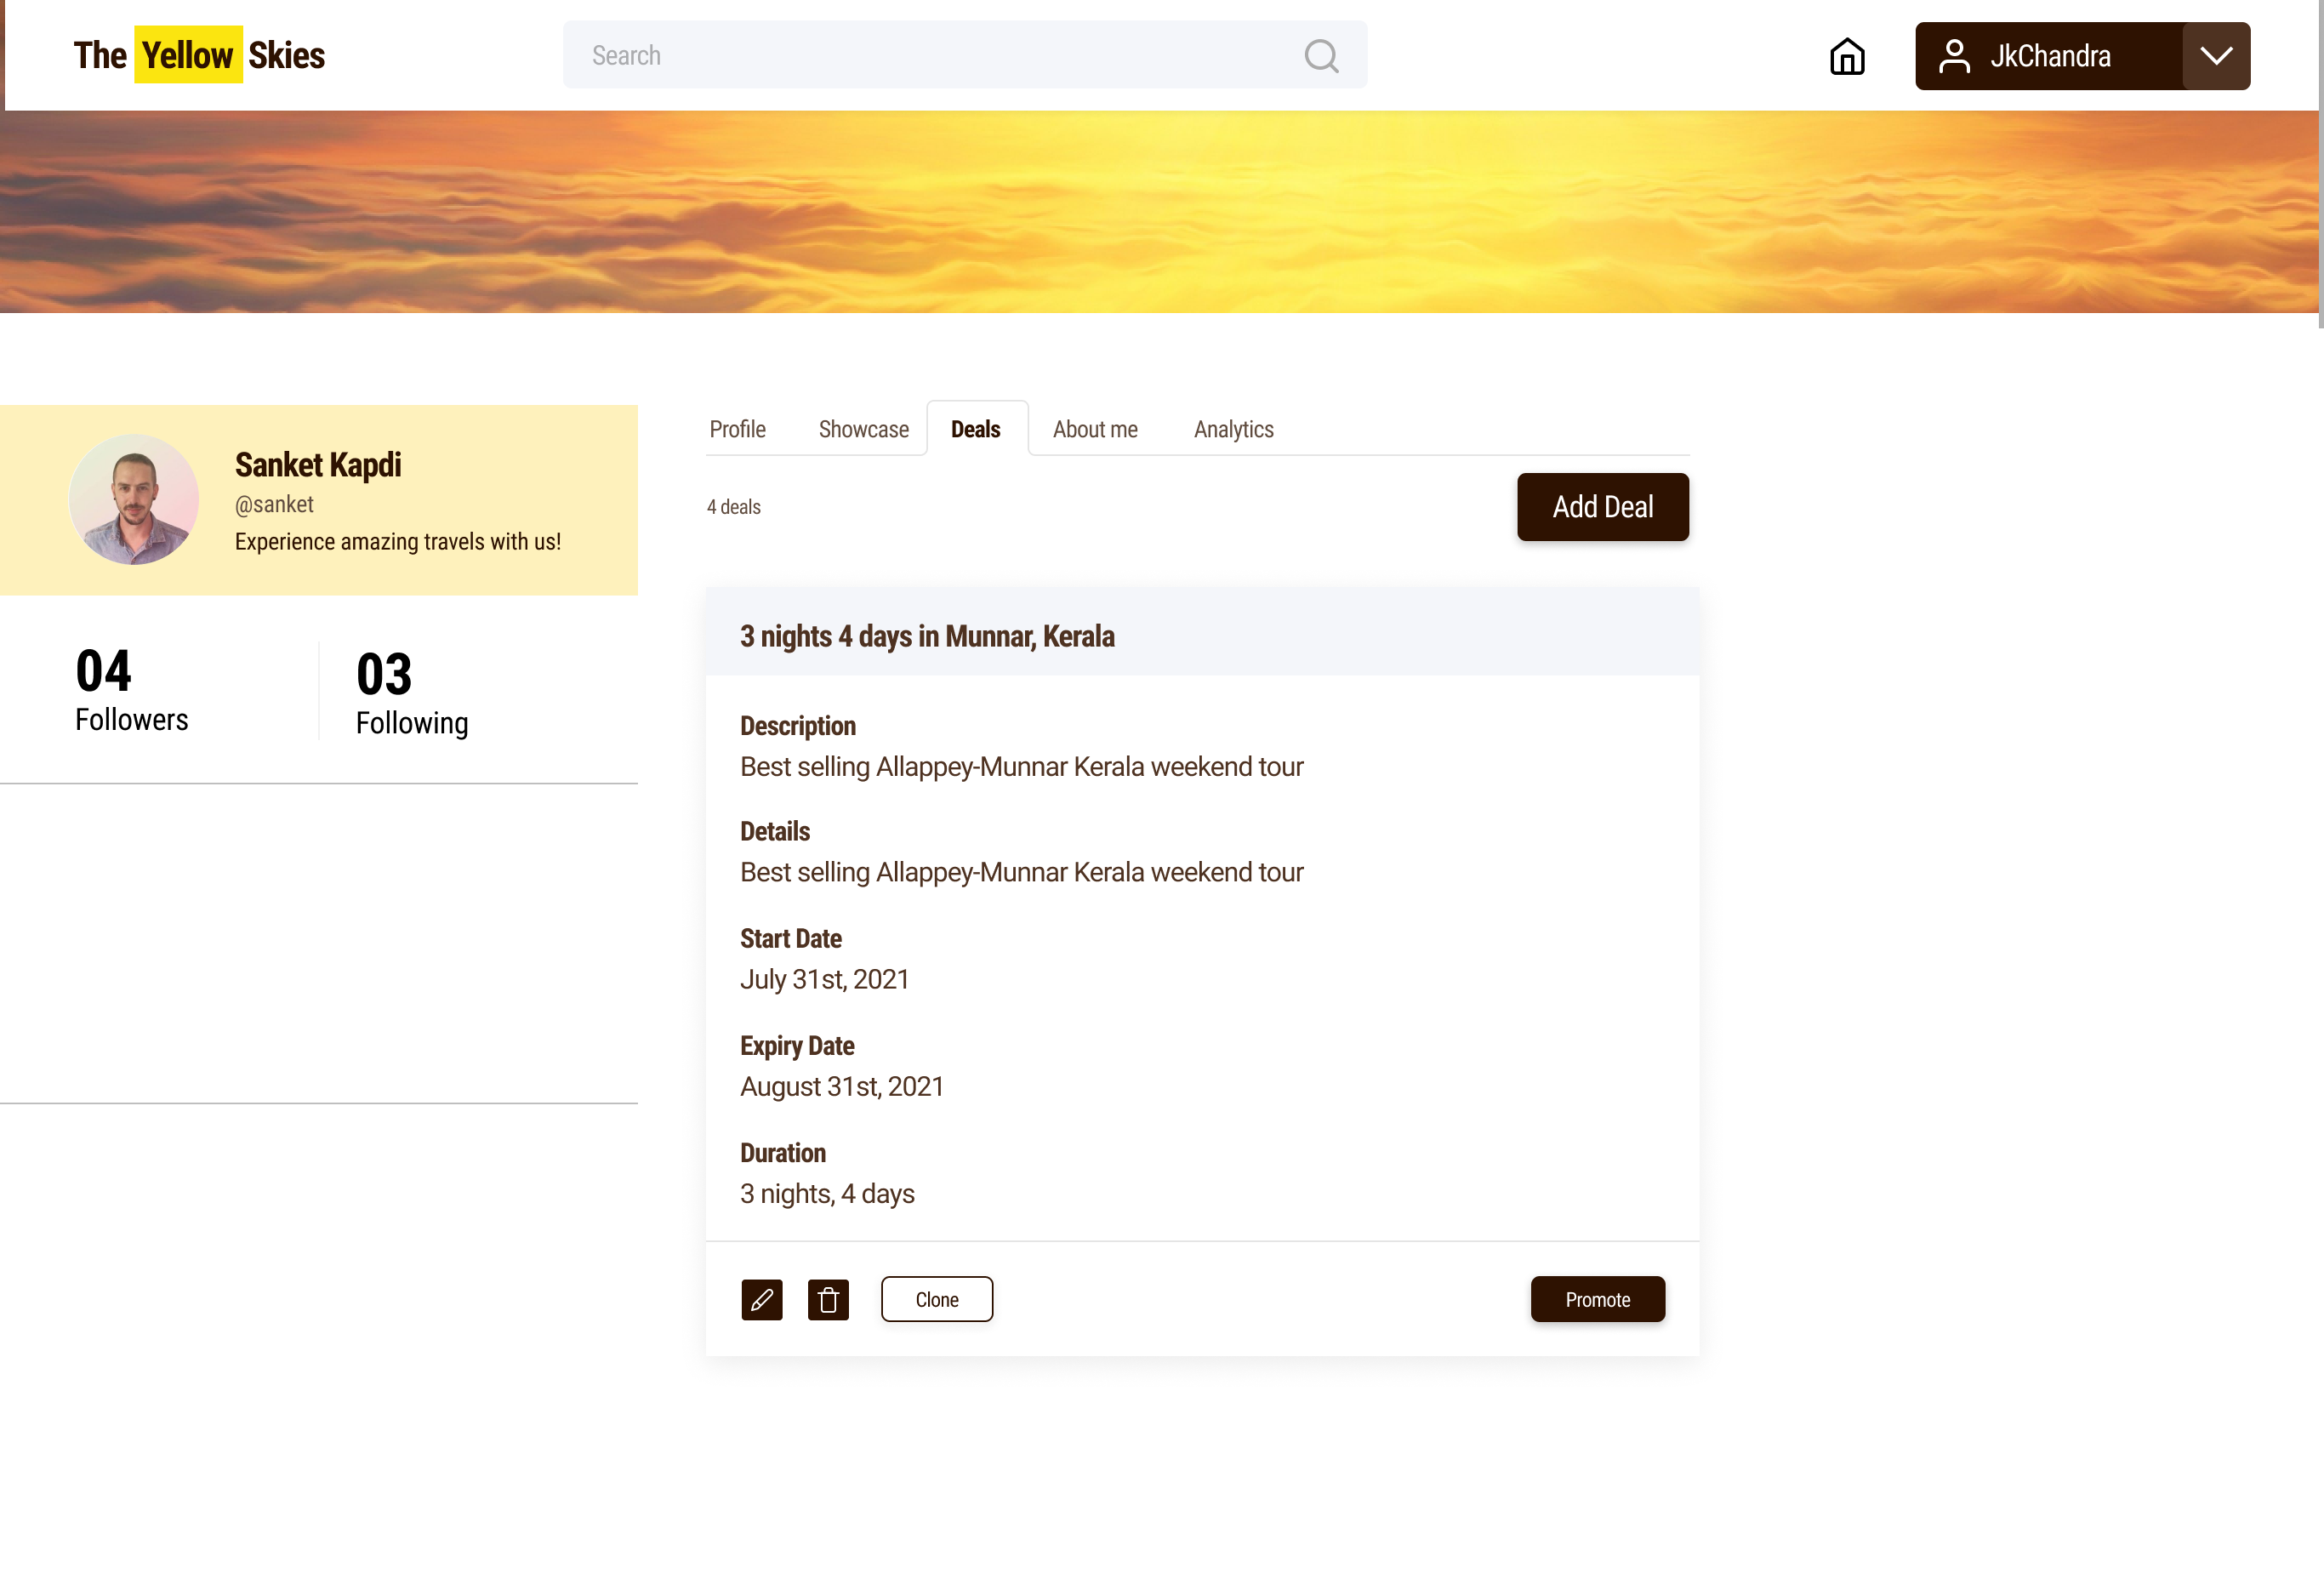 The Yellow Skies
Search
JkChandra
Sanket Kapdi
@sanket
Experience amazing travels with us!
04
Followers
03
Following
Profile Showcase Deals About me Analytics
4 deals
Add Deal
3 nights 4 days in Munnar, Kerala
Description
Best selling Allappey-Munnar Kerala weekend tour
Details
Best selling Allappey-Munnar Kerala weekend tour
Start Date
July 31st, 2021
Expiry Date
August 31st, 2021
Duration
3 nights, 4 days
Clone
Promote